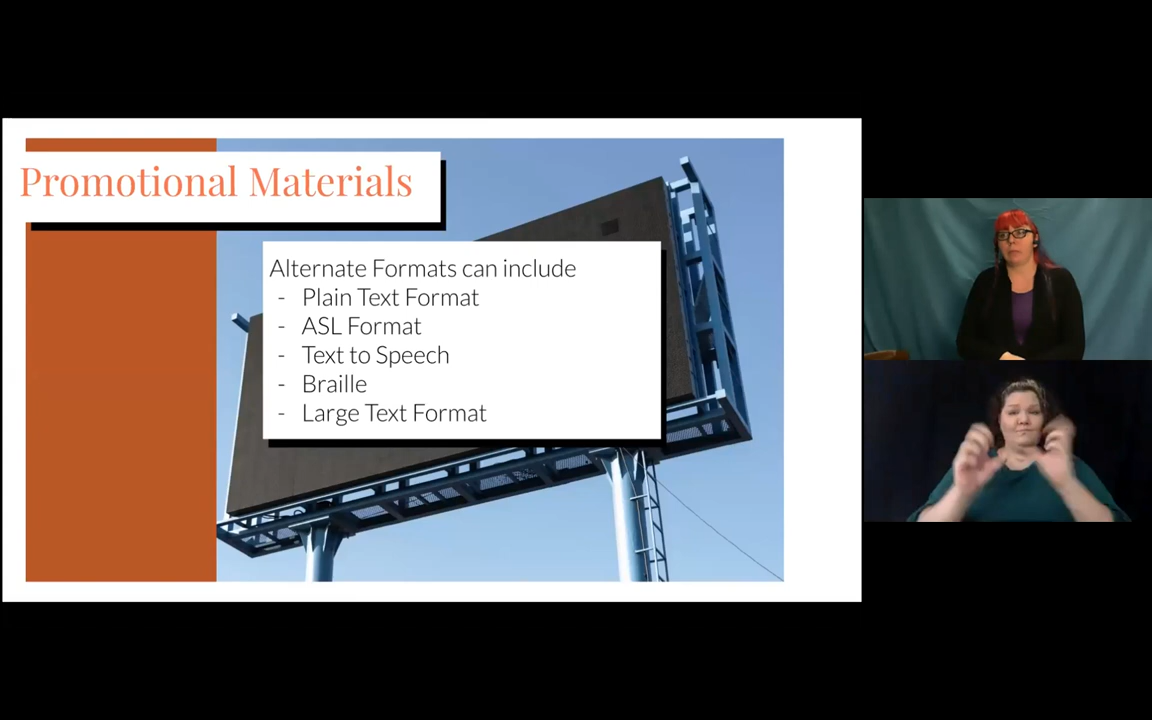 Promotional Materials
Alternate Formats can include
- Plain Text Format
- ASL Format
- Text to Speech
- Braille
- Large Text Format